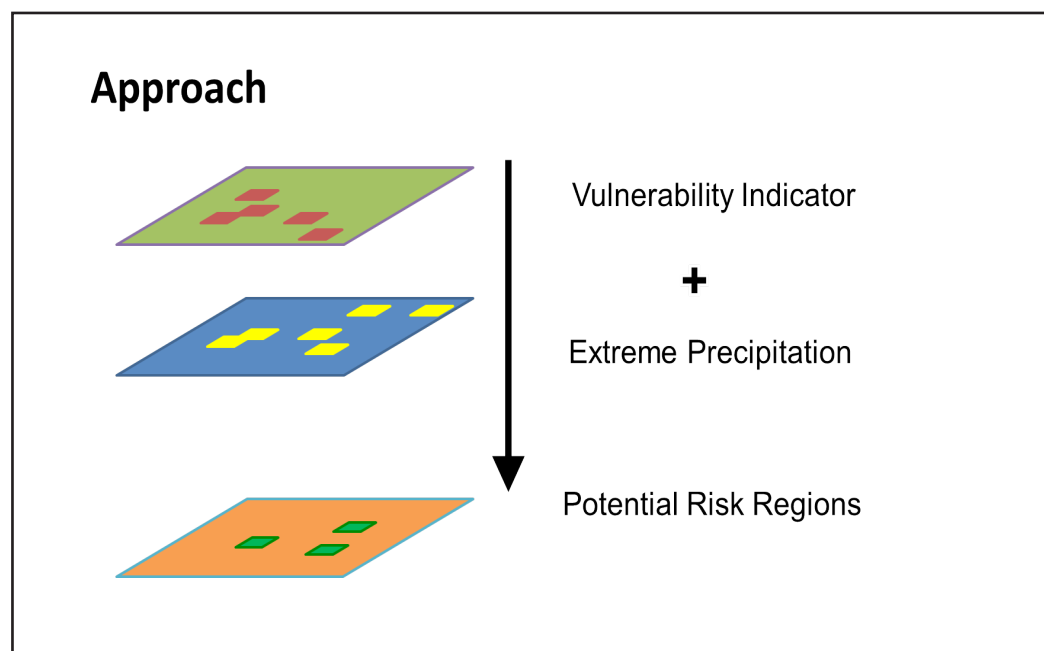 Approach
Vulnerability Indicator
+
Extreme Precipitation
Potential Risk Regions